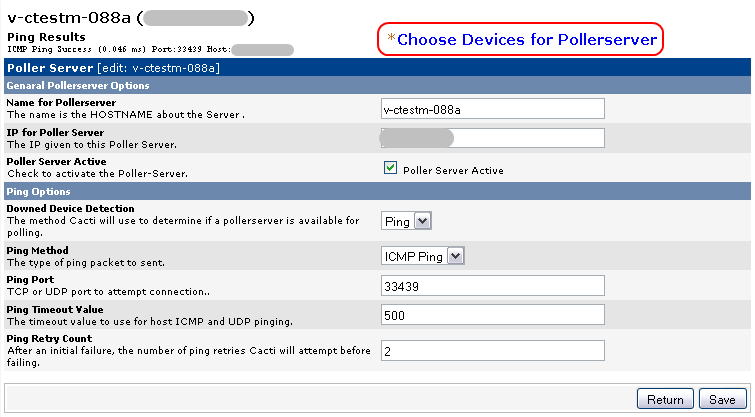 v-ctestm-088a ( )
Ping Results
ICMP Ping Success (0.046 ms) Port:33439 Host:
*Choose Devices for Pollerserver
Poller Server [edit: v-ctestm-088a]
Genaral Pollerserver Options
Name for Pollerserver
The name is the HOSTNAME about the Server .
v-ctestm-088a
IP for Poller Server
The IP given to this Poller Server.
Poller Server Active
Check to activate the Poller-Server.
Poller Server Active
Ping Options
Downed Device Detection
The method Cacti will use to determine if a pollerserver is available for
polling.
Ping
Ping Method
The type of ping packet to sent.
ICMP Ping
Ping Port
TCP or UDP port to attempt connection..
33439
Ping Timeout Value
The timeout value to use for host ICMP and UDP pinging.
500
Ping Retry Count
After an initial failure, the number of ping retries Cacti will attempt before
failing.
2
Return
Save